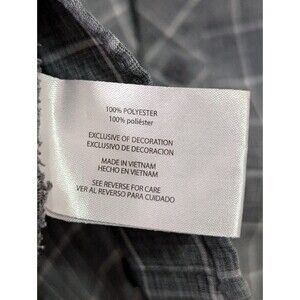 100% POLYESTER
100% poliéster
EXCLUSIVE OF DECORATION
EXCLUSIVO DE DECORACIÓN
MADE IN VIETNAM
HECHO EN VIETNAM
SEE REVERSE FOR CARE
VER AL REVERSO PARA CUIDADO